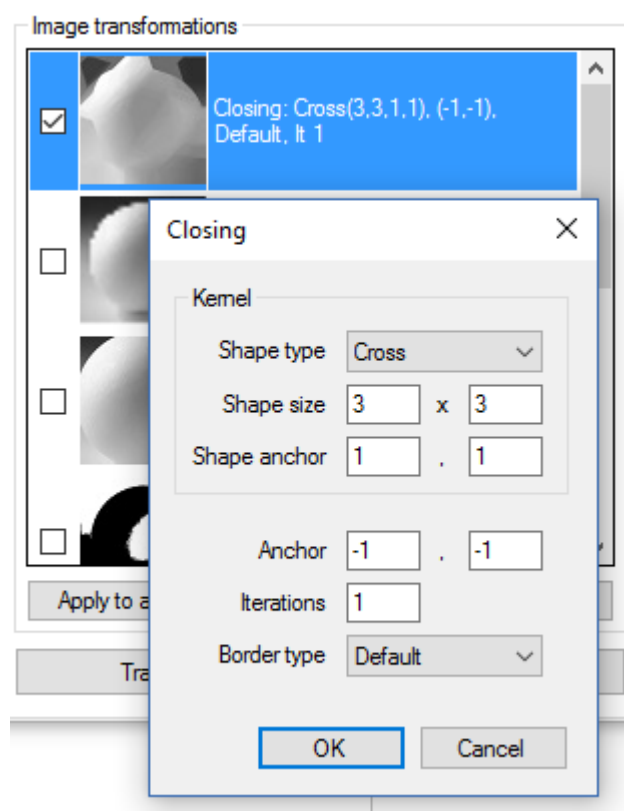 Image transformations
Closing: Cross(3,3,1,1), (-1,-1),
Default, It 1
Closing
Kernel
Shape type Cross
Shape size 3 x 3
Shape anchor 1 , 1
Anchor -1 , -1
Apply to a
Iterations 1
Border type Default
Tra
OK Cancel